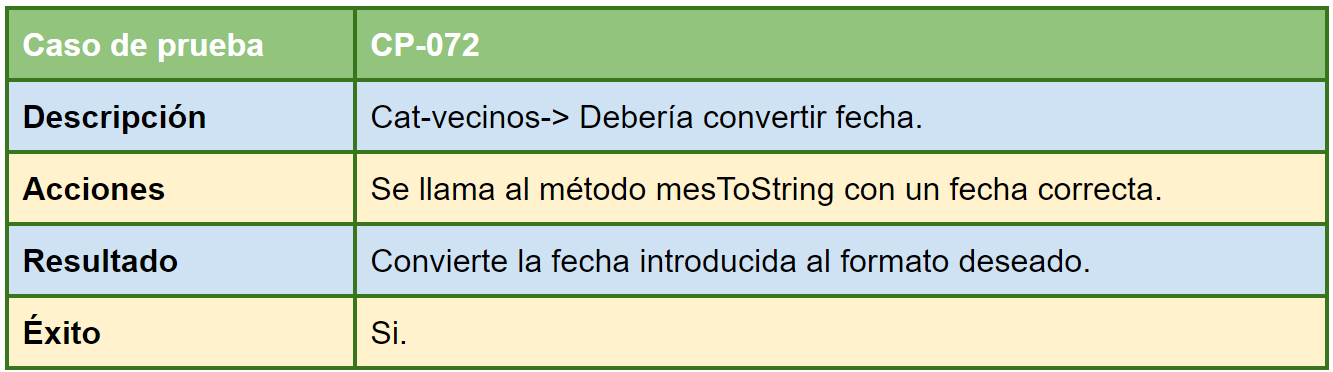 Caso de prueba CP-072
Descripción Cat-vecinos-> Debería convertir fecha.
Acciones Se llama al método mesToString con un fecha correcta.
Resultado Convierte la fecha introducida al formato deseado.
Éxito Si.